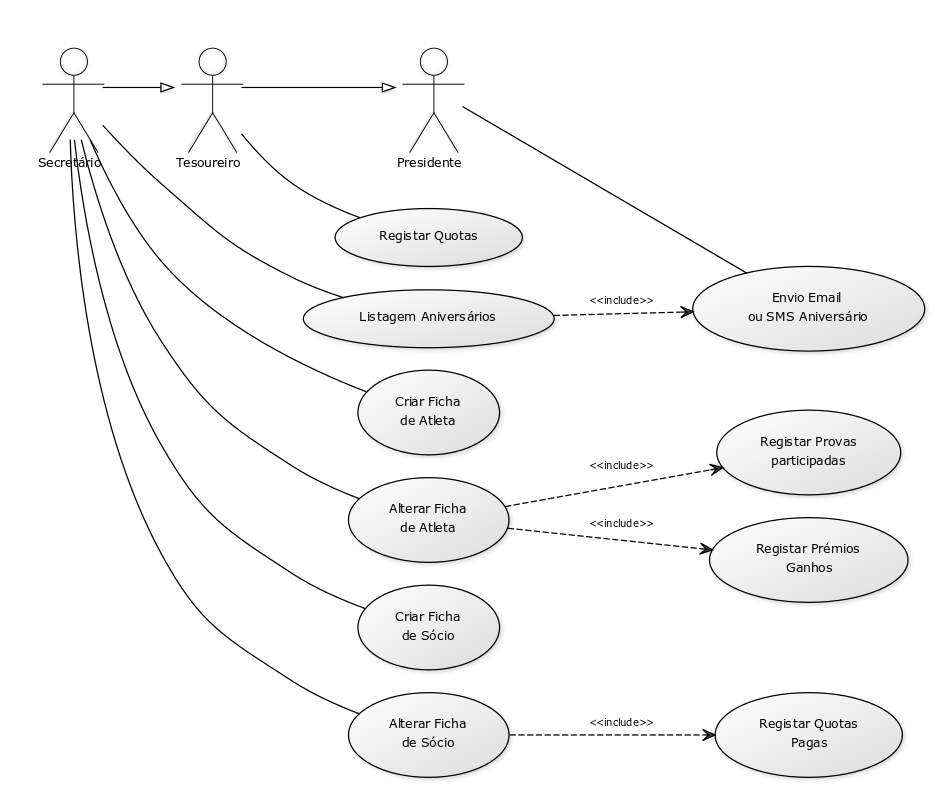 Secretário
Tesoureiro
Presidente
Registar Quotas
Listagem Aniversários
<<include>>
Envio Email
ou SMS Aniversário
Criar Ficha
de Atleta
Alterar Ficha
de Atleta
<<include>>
Registar Provas
participadas
<<include>>
Registar Prémios
Ganhos
Criar Ficha
de Sócio
Alterar Ficha
de Sócio
<<include>>
Registar Quotas
Pagas